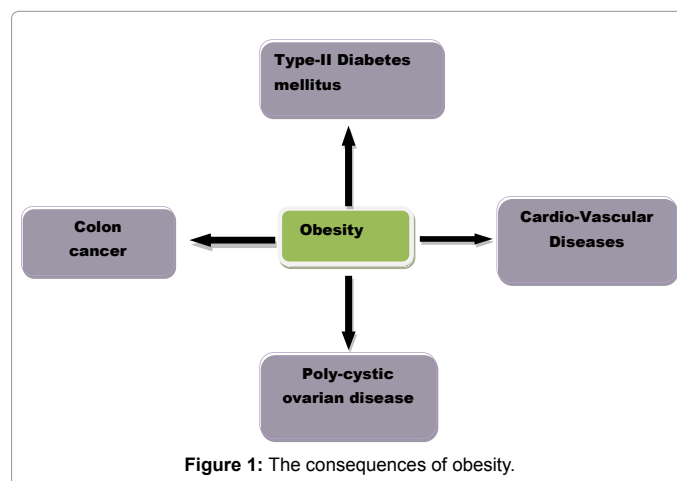 Type-II Diabetes
mellitus
Colon
cancer
Obesity
Cardio-Vascular
Diseases
Poly-cystic
ovarian disease
Figure 1: The consequences of obesity.